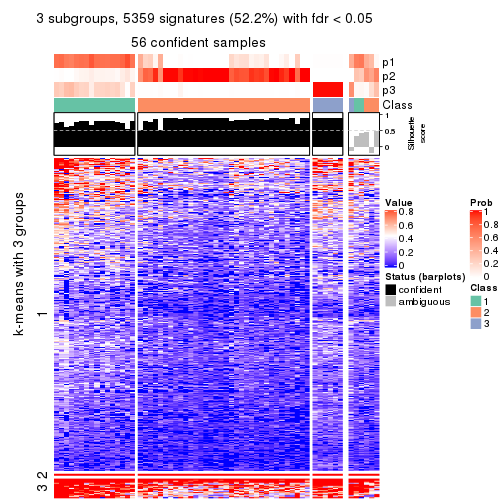 3 subgroups, 5359 signatures (52.2%) with fdr < 0.05
56 confident samples
p1
p2
p3
Class
1
0.5
0
Silhouette
score
k-means with 3 groups
1
2
3
Value
0.8
0.6
0.4
0.2
0
Status (barplots)
confident
ambiguous
Prob
1
0.8
0.6
0.4
0.2
0
Class
1
2
3